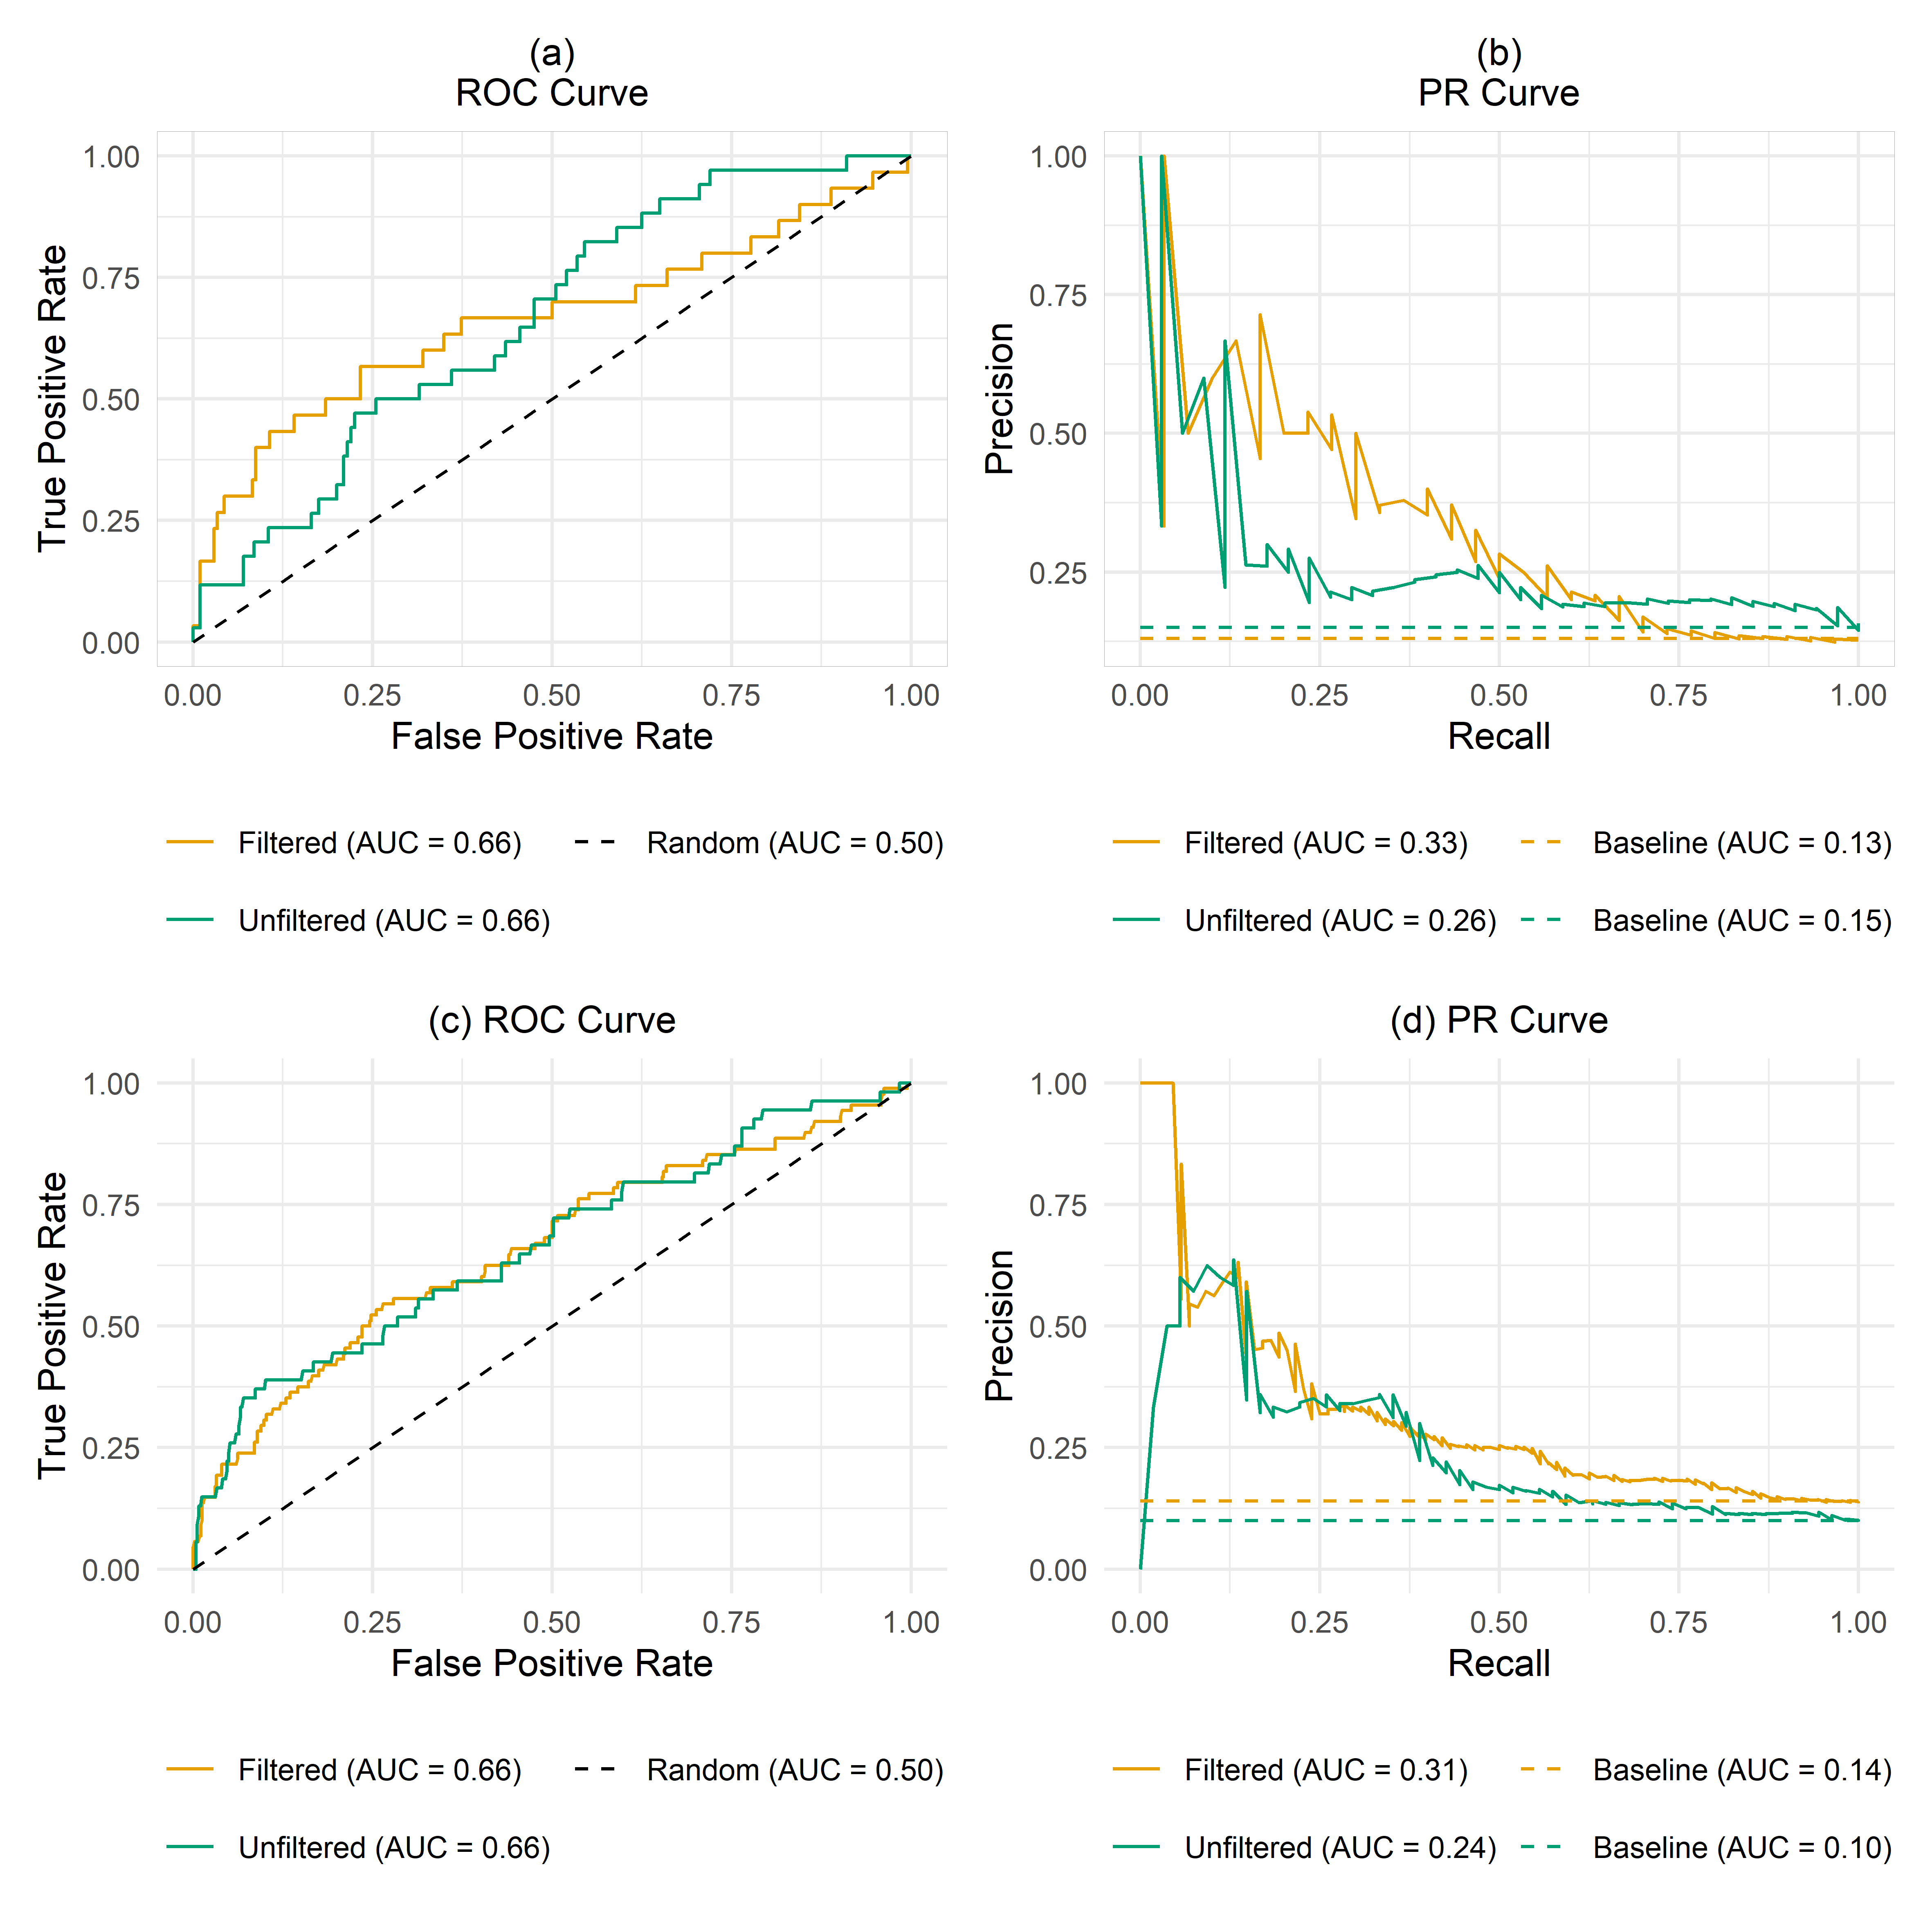 (a)
ROC Curve
True Positive Rate
1.00
0.75
0.50
0.25
0.00
0.00 0.25 0.50 0.75 1.00
False Positive Rate
Filtered (AUC = 0.66) Random (AUC = 0.50)
Unfiltered (AUC = 0.66)
(b)
PR Curve
Precision
1.00
0.75
0.50
0.25
0.00 0.25 0.50 0.75 1.00
Recall
Filtered (AUC = 0.33) Baseline (AUC = 0.13)
Unfiltered (AUC = 0.26) Baseline (AUC = 0.15)
(c) ROC Curve
True Positive Rate
1.00
0.75
0.50
0.25
0.00
0.00 0.25 0.50 0.75 1.00
False Positive Rate
Filtered (AUC = 0.66) Random (AUC = 0.50)
Unfiltered (AUC = 0.66)
(d) PR Curve
Precision
1.00
0.75
0.50
0.25
0.00
0.00 0.25 0.50 0.75 1.00
Recall
Filtered (AUC = 0.31) Baseline (AUC = 0.14)
Unfiltered (AUC = 0.24) Baseline (AUC = 0.10)